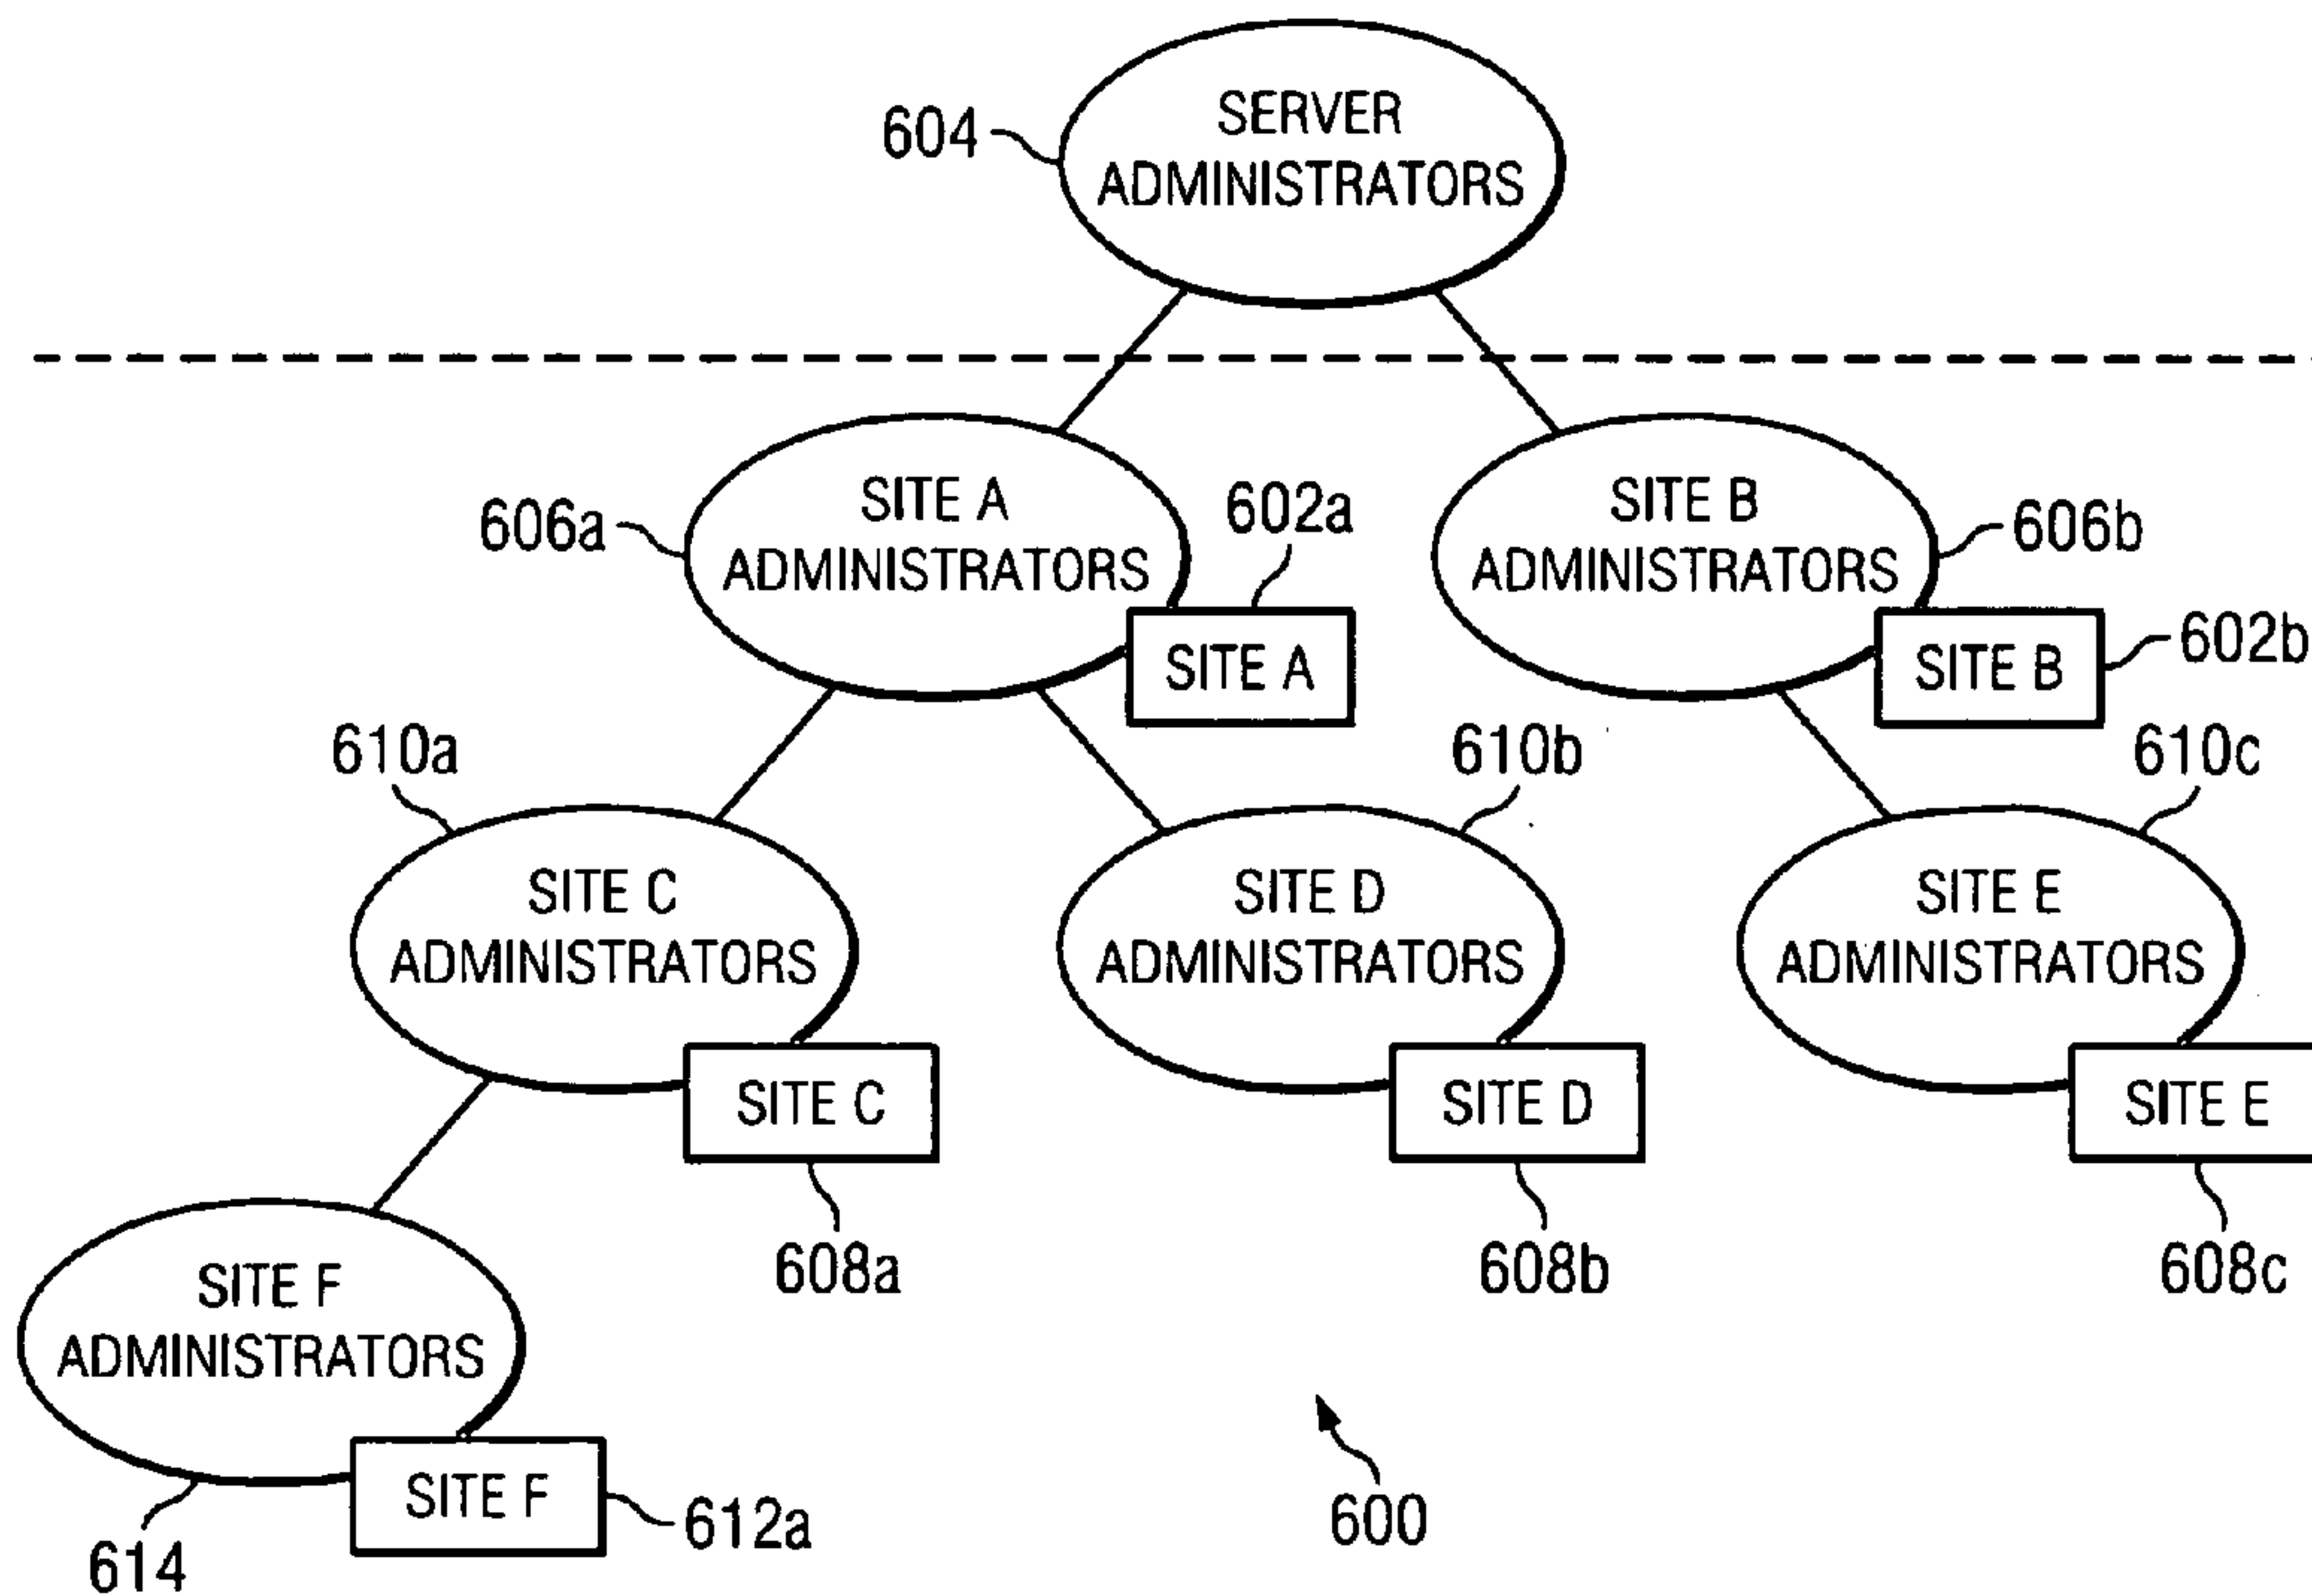 SERVER
ADMINISTRATORS
604
SITE A
ADMINISTRATORS
606a
602a
SITE A
SITE B
ADMINISTRATORS
606b
602b
SITE B
610a
SITE C
ADMINISTRATORS
SITE C
608a
610b
SITE D
ADMINISTRATORS
SITE D
608b
610c
SITE E
ADMINISTRATORS
SITE E
608c
SITE F
ADMINISTRATORS
SITE F
612a
614
600